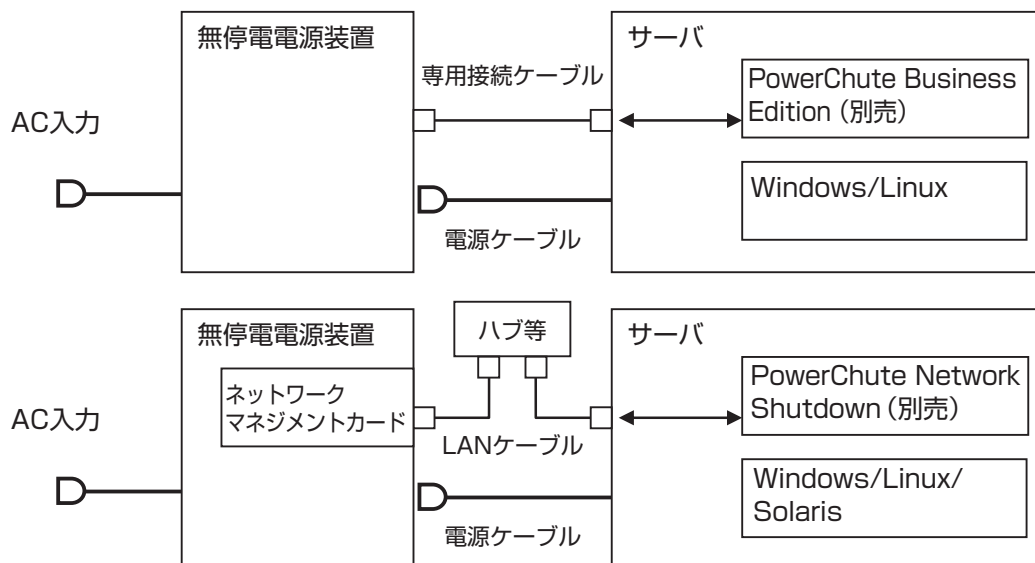 無停電電源装置
サーバ
専用接続ケーブル
PowerChute Business
Edition（別売）
AC入力
Windows/Linux
電源ケーブル
無停電電源装置
ハブ等
サーバ
ネットワーク
マネジメントカード
PowerChute Network
Shutdown（別売）
AC入力
LANケーブル
Windows/Linux/
Solaris
電源ケーブル